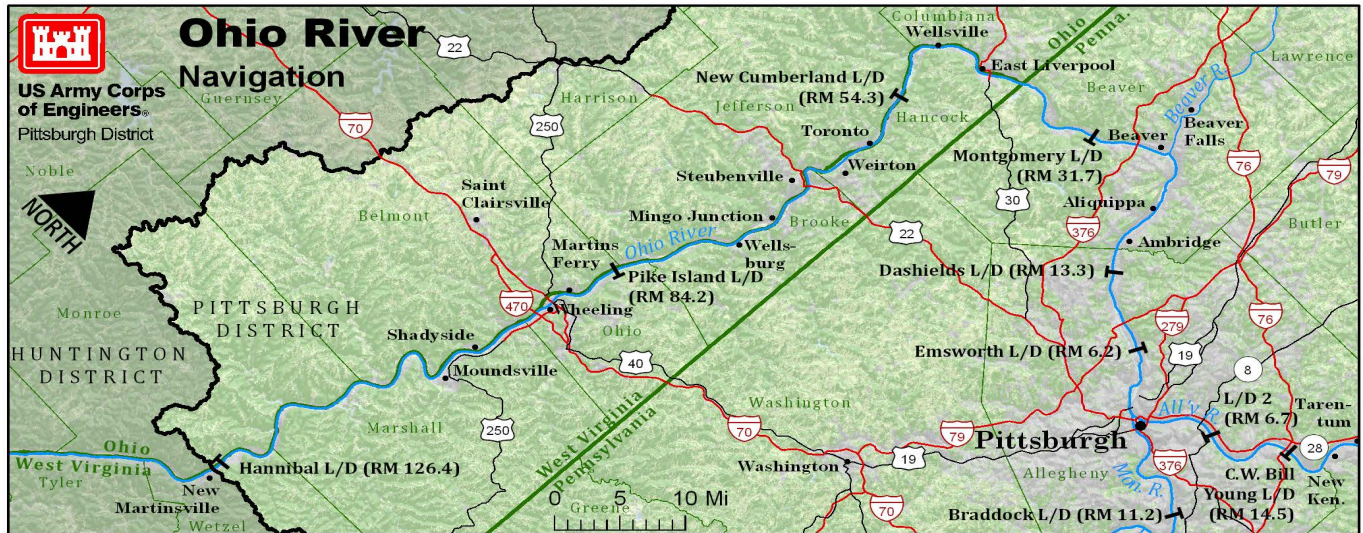 Ohio River
Navigation
US Army Corps
of Engineers®
Pittsburgh District
NORTH
Guernsey
Noble
Monroe
HUNTINGTON
DISTRICT
PITTSBURGH
DISTRICT
Ohio
West Virginia
Tyler
New
Martinsville
Wetzel
Hannibal L/D (RM 126.4)
Marshall
Moundsville
Shadyside
Belmont
Saint
Clairsville
70
22
250
470
Martins
Ferry
Wheeling
Ohio
Pike Island L/D
(RM 84.2)
Ohio River
Wells-
burg
Mingo Junction
Brooke
Steubenville
Weirton
Toronto
Harrison
Jefferson
Hancock
New Cumberland L/D
(RM 54.3)
Columbiana
Wellsville
East Liverpool
Ohio
Penna.
Beaver
Lawrence
Beaver R.
Beaver
Falls
Beaver
Montgomery L/D
(RM 31.7)
Aliquippa
Ambridge
30
376
22
76
79
Butler
Dashields L/D (RM 13.3)
Emsworth L/D (RM 6.2)
279
19
76
8
L/D 2
(RM 6.7)
Taren-
tum
All'y R.
Pittsburgh
28
376
C.W. Bill
Young L/D
(RM 14.5)
New
Ken.
Mon. R.
Allegheny
Braddock L/D (RM 11.2)
40
250
West Virginia
Pennsylvania
Washington
70
79
19
Washington
70
Greene
0 5 10 Mi